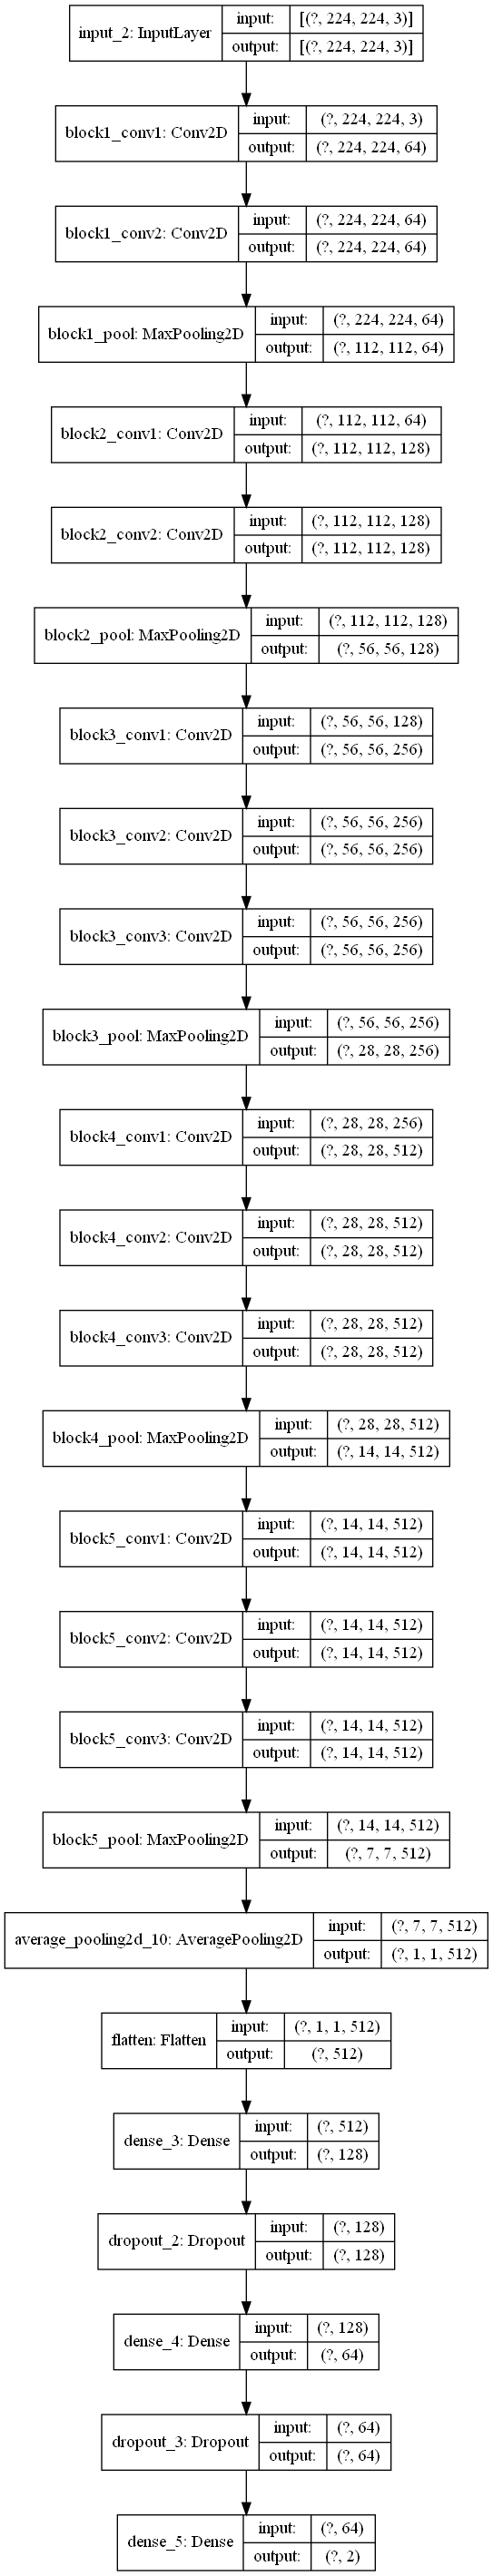 input_2: InputLayer
input: [(?, 224, 224, 3)]
output: [(?, 224, 224, 3)]
block1_conv1: Conv2D
input: (?, 224, 224, 3)
output: (?, 224, 224, 64)
block1_conv2: Conv2D
input: (?, 224, 224, 64)
output: (?, 224, 224, 64)
block1_pool: MaxPooling2D
input: (?, 224, 224, 64)
output: (?, 112, 112, 64)
block2_conv1: Conv2D
input: (?, 112, 112, 64)
output: (?, 112, 112, 128)
block2_conv2: Conv2D
input: (?, 112, 112, 128)
output: (?, 112, 112, 128)
block2_pool: MaxPooling2D
input: (?, 112, 112, 128)
output: (?, 56, 56, 128)
block3_conv1: Conv2D
input: (?, 56, 56, 128)
output: (?, 56, 56, 256)
block3_conv2: Conv2D
input: (?, 56, 56, 256)
output: (?, 56, 56, 256)
block3_conv3: Conv2D
input: (?, 56, 56, 256)
output: (?, 56, 56, 256)
block3_pool: MaxPooling2D
input: (?, 56, 56, 256)
output: (?, 28, 28, 256)
block4_conv1: Conv2D
input: (?, 28, 28, 256)
output: (?, 28, 28, 512)
block4_conv2: Conv2D
input: (?, 28, 28, 512)
output: (?, 28, 28, 512)
block4_conv3: Conv2D
input: (?, 28, 28, 512)
output: (?, 28, 28, 512)
block4_pool: MaxPooling2D
input: (?, 28, 28, 512)
output: (?, 14, 14, 512)
block5_conv1: Conv2D
input: (?, 14, 14, 512)
output: (?, 14, 14, 512)
block5_conv2: Conv2D
input: (?, 14, 14, 512)
output: (?, 14, 14, 512)
block5_conv3: Conv2D
input: (?, 14, 14, 512)
output: (?, 14, 14, 512)
block5_pool: MaxPooling2D
input: (?, 14, 14, 512)
output: (?, 7, 7, 512)
average_pooling2d_10: AveragePooling2D
input: (?, 7, 7, 512)
output: (?, 1, 1, 512)
flatten: Flatten
input: (?, 1, 1, 512)
output: (?, 512)
dense_3: Dense
input: (?, 512)
output: (?, 128)
dropout_2: Dropout
input: (?, 128)
output: (?, 128)
dense_4: Dense
input: (?, 128)
output: (?, 64)
dropout_3: Dropout
input: (?, 64)
output: (?, 64)
dense_5: Dense
input: (?, 64)
output: (?, 2)